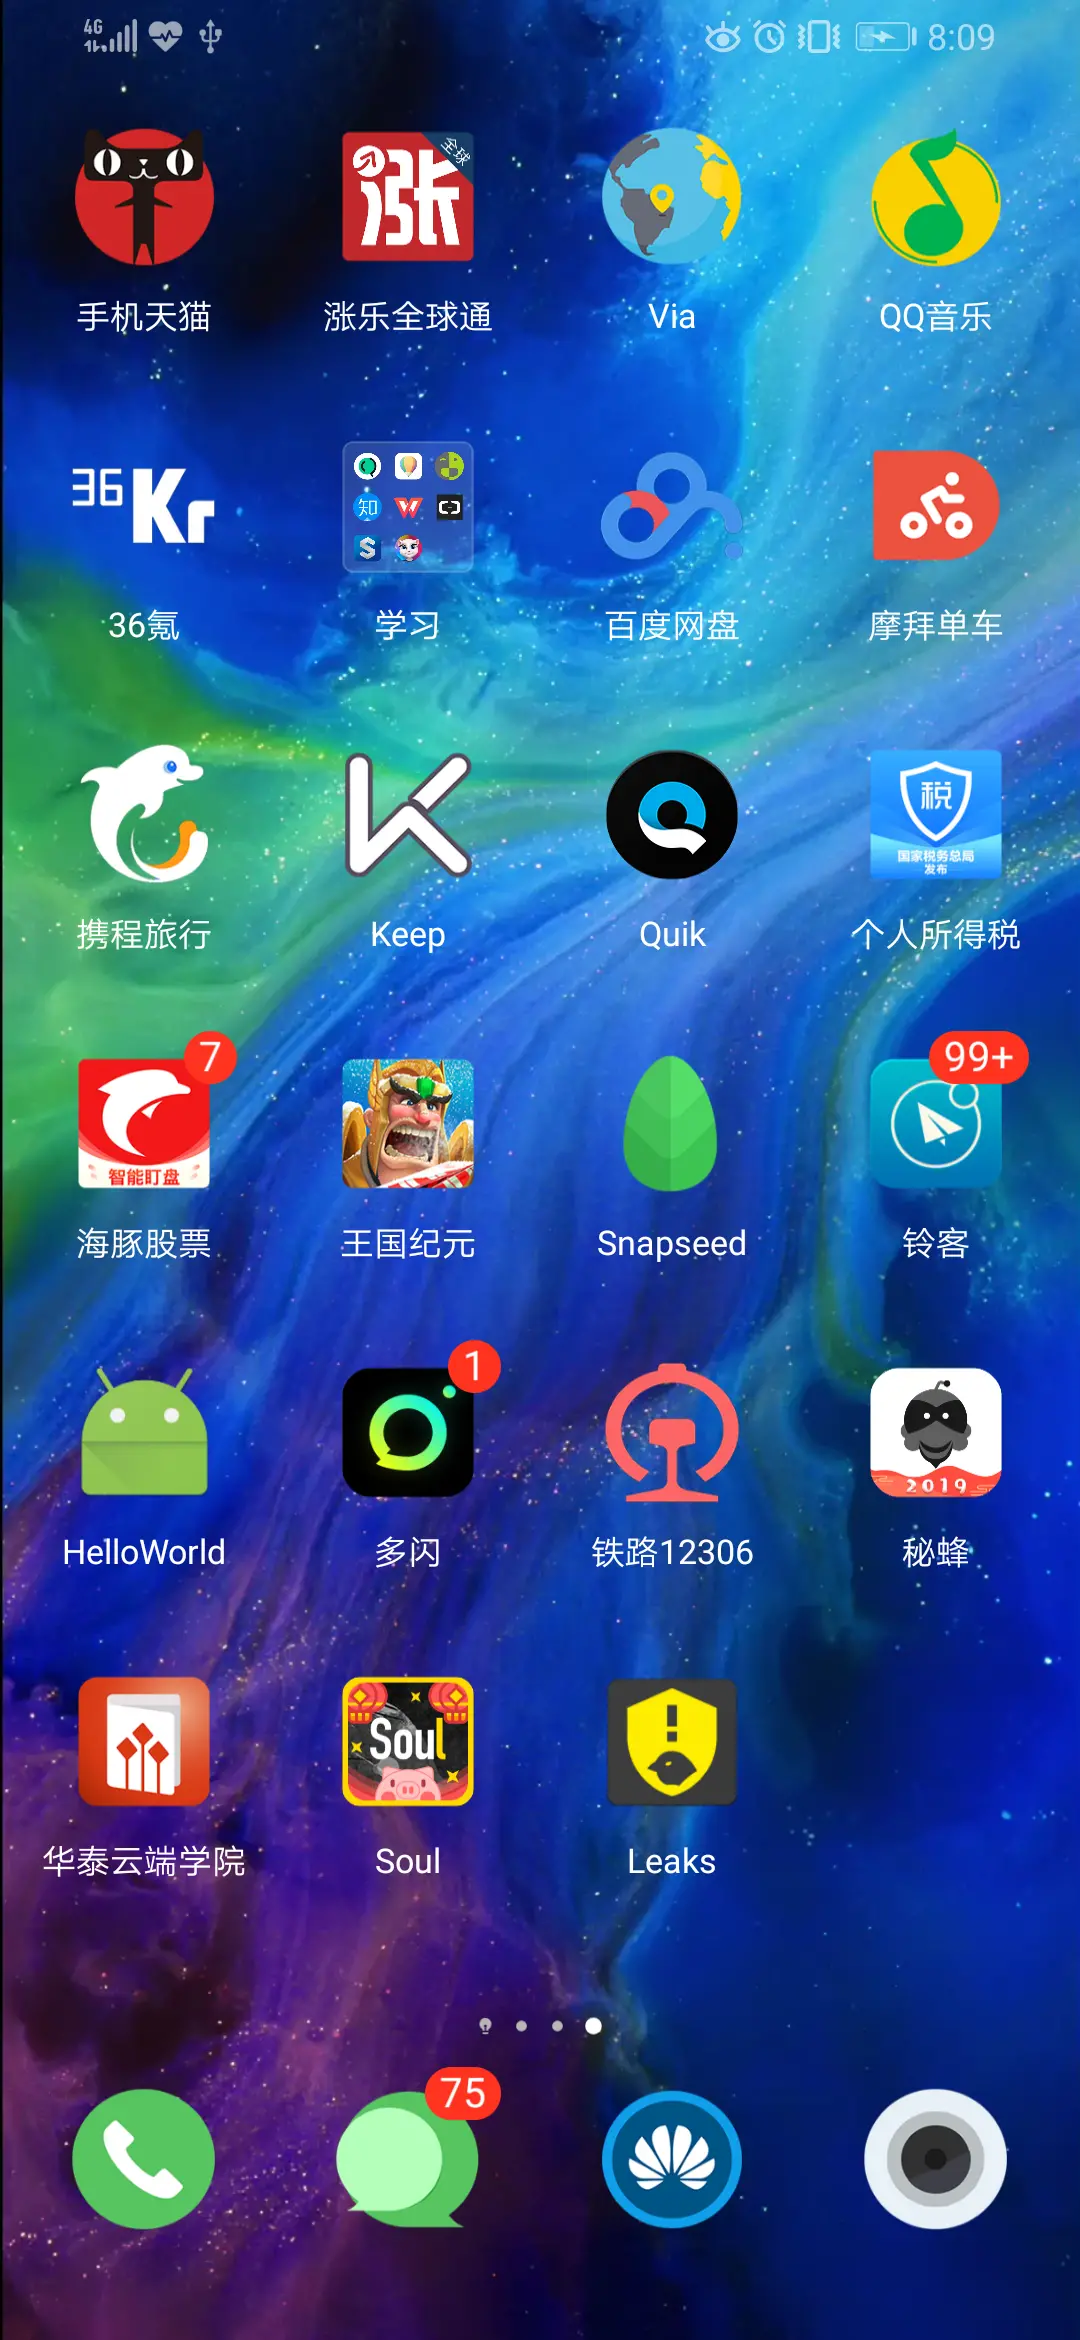 4G
8:09
涨
全球
手机天猫
涨乐全球通
Via
QQ音乐
36Kr
知
36氪
学习
百度网盘
摩拜单车
税
国家税务总局
发布
携程旅行
Keep
Quik
个人所得税
7
99+
智能盯盘
海豚股票
王国纪元
Snapseed
铃客
1
2019
HelloWorld
多闪
铁路12306
秘蜂
Soul
华泰云端学院
Soul
Leaks
75